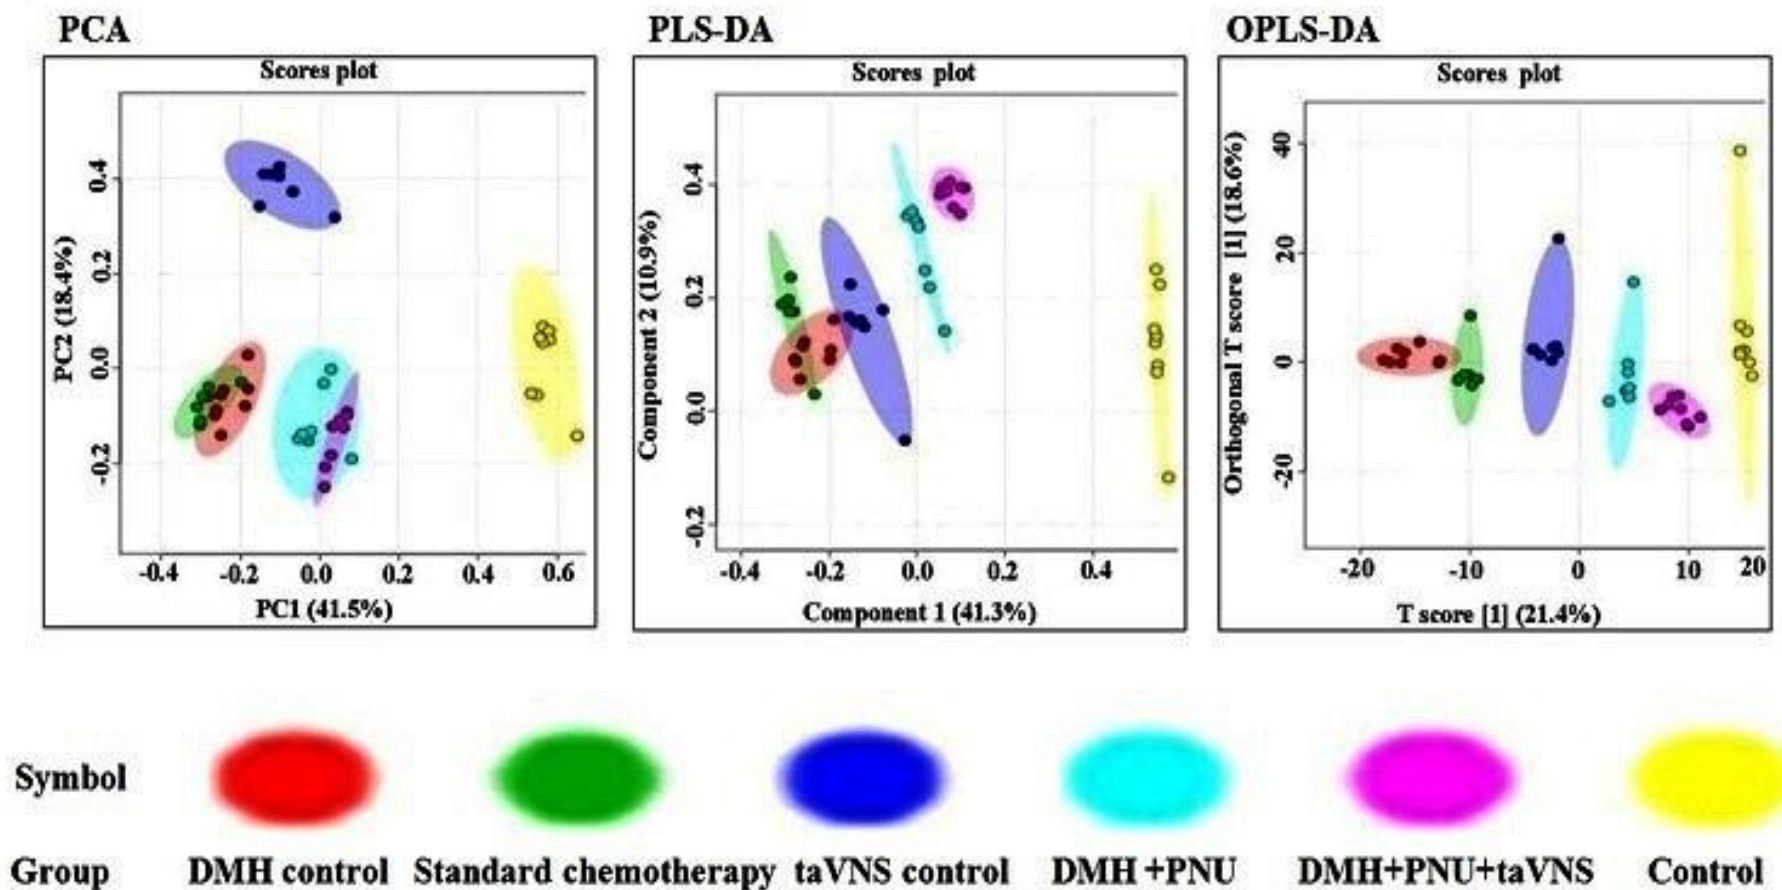 PCA
Scores plot
PC2 (18.4%)
0.4
0.2
0.0
-0.2
-0.4 -0.2 0.0 0.2 0.4 0.6
PC1 (41.5%)
PLS-DA
Scores plot
Component 2 (10.9%)
0.4
0.2
0.0
-0.2
-0.4 -0.2 0.0 0.2 0.4
Component 1 (41.3%)
OPLS-DA
Scores plot
Orthogonal T score [1] (18.6%)
40
20
0
-20
-20 -10 0 10 20
T score [1] (21.4%)
Symbol
Group DMH control Standard chemotherapy taVNS control DMH +PNU DMH+PNU+taVNS Control